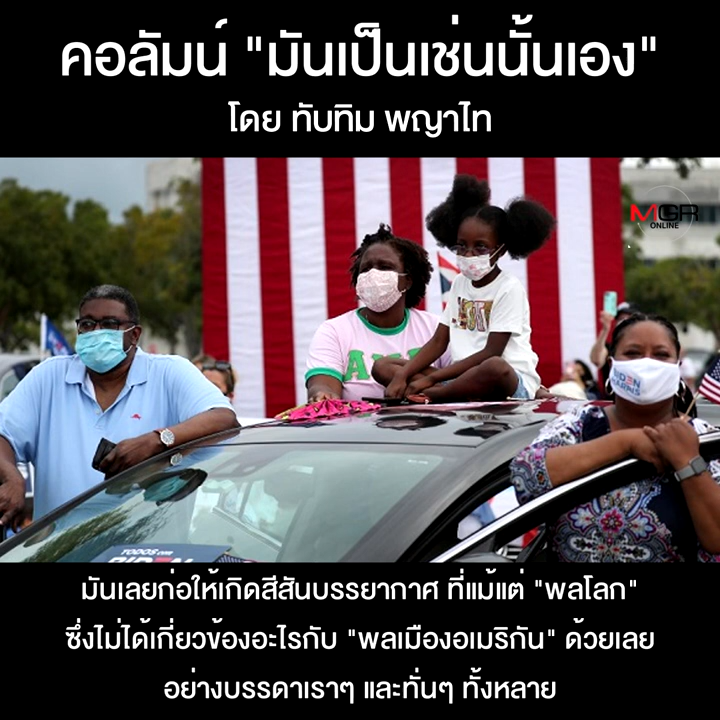 คอลัมน์ "มันเป็นเช่นนั้นเอง"
โดย ทับทิม พญาไท
MGR
ONLINE
BIDEN
HARRIS
TODOS CON
BIDEN
มันเลยก่อให้เกิดสีสันบรรยากาศ ที่แม้แต่ "พลโลก"
ซึ่งไม่ได้เกี่ยวข้องอะไรกับ "พลเมืองอเมริกัน" ด้วยเลย
อย่างบรรดาเราๆ และทั่นๆ ทั้งหลาย